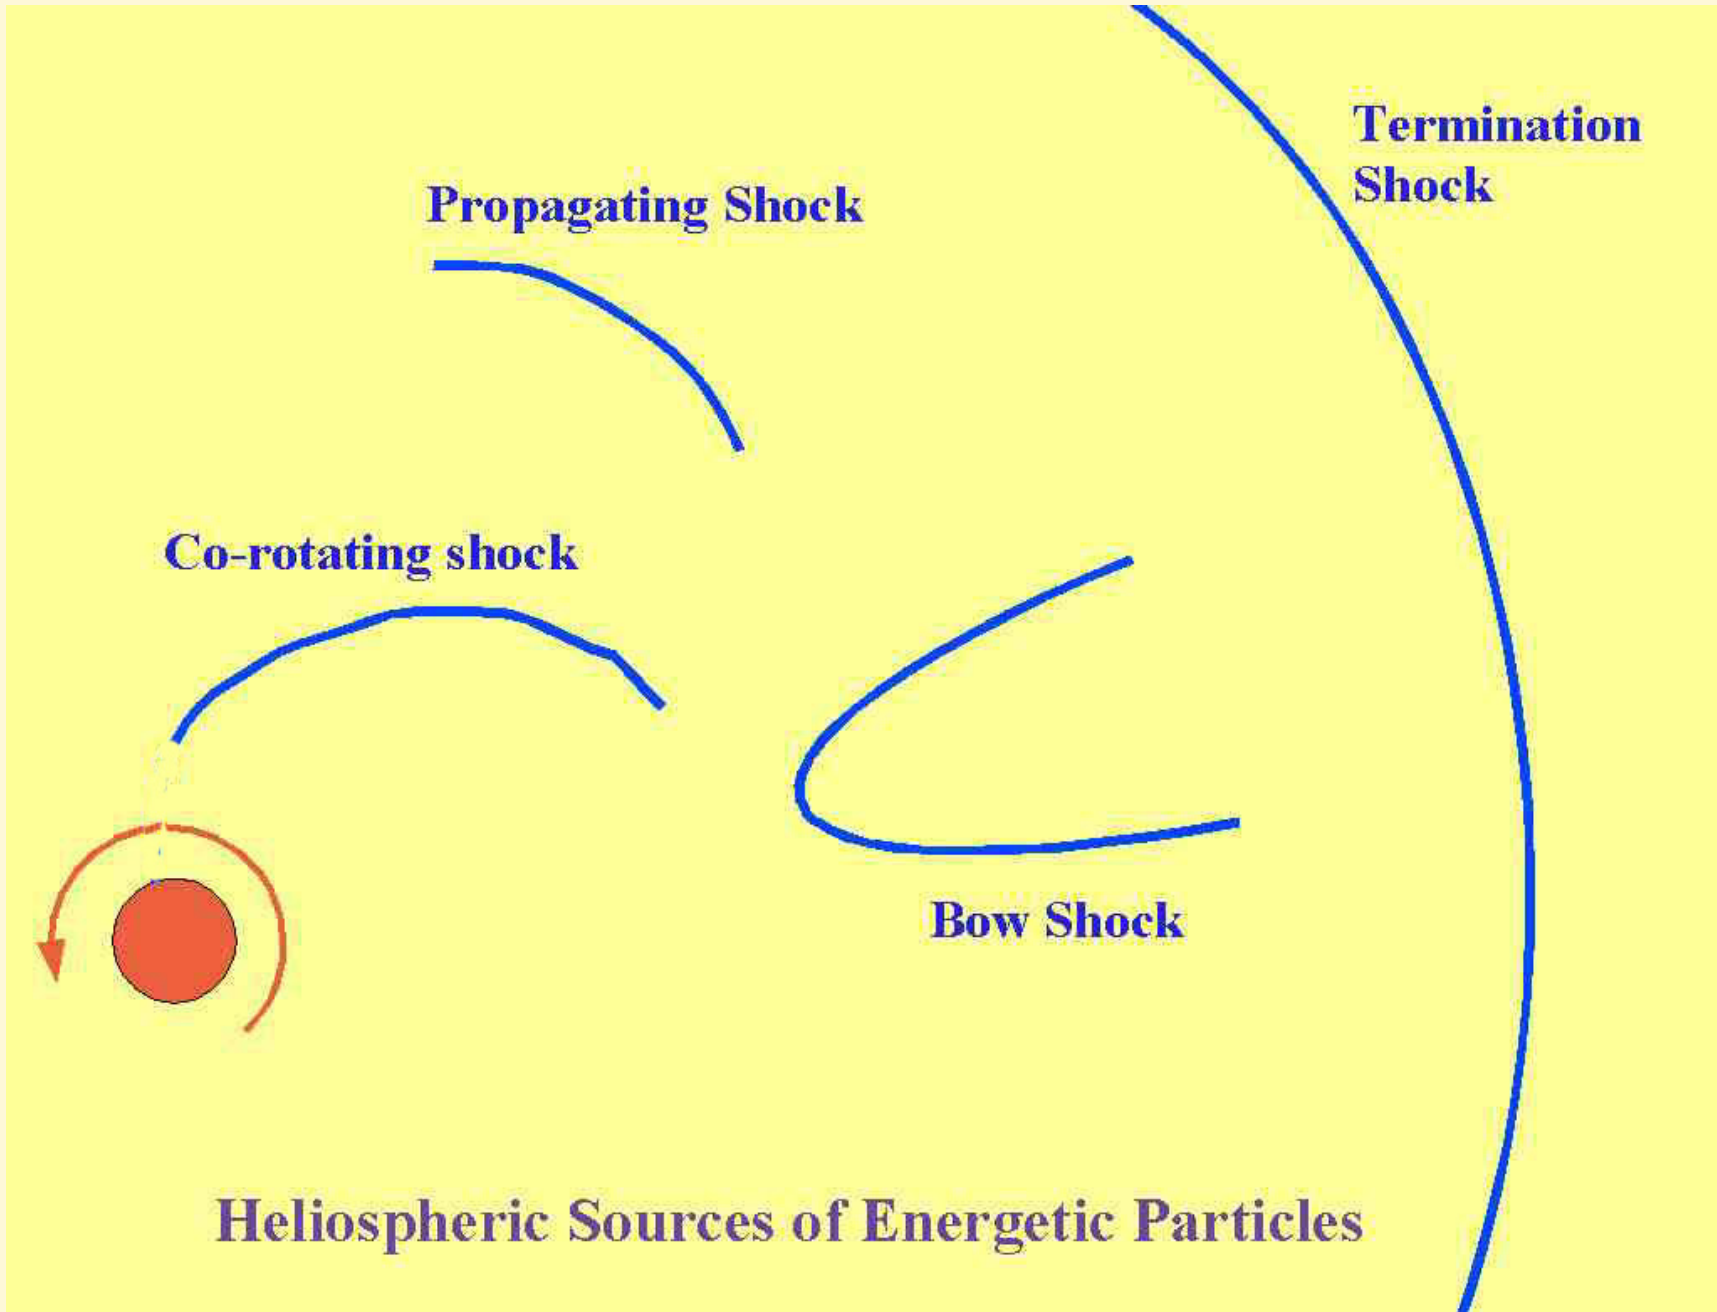 Termination
Shock
Propagating Shock
Co-rotating shock
Bow Shock
Heliospheric Sources of Energetic Particles